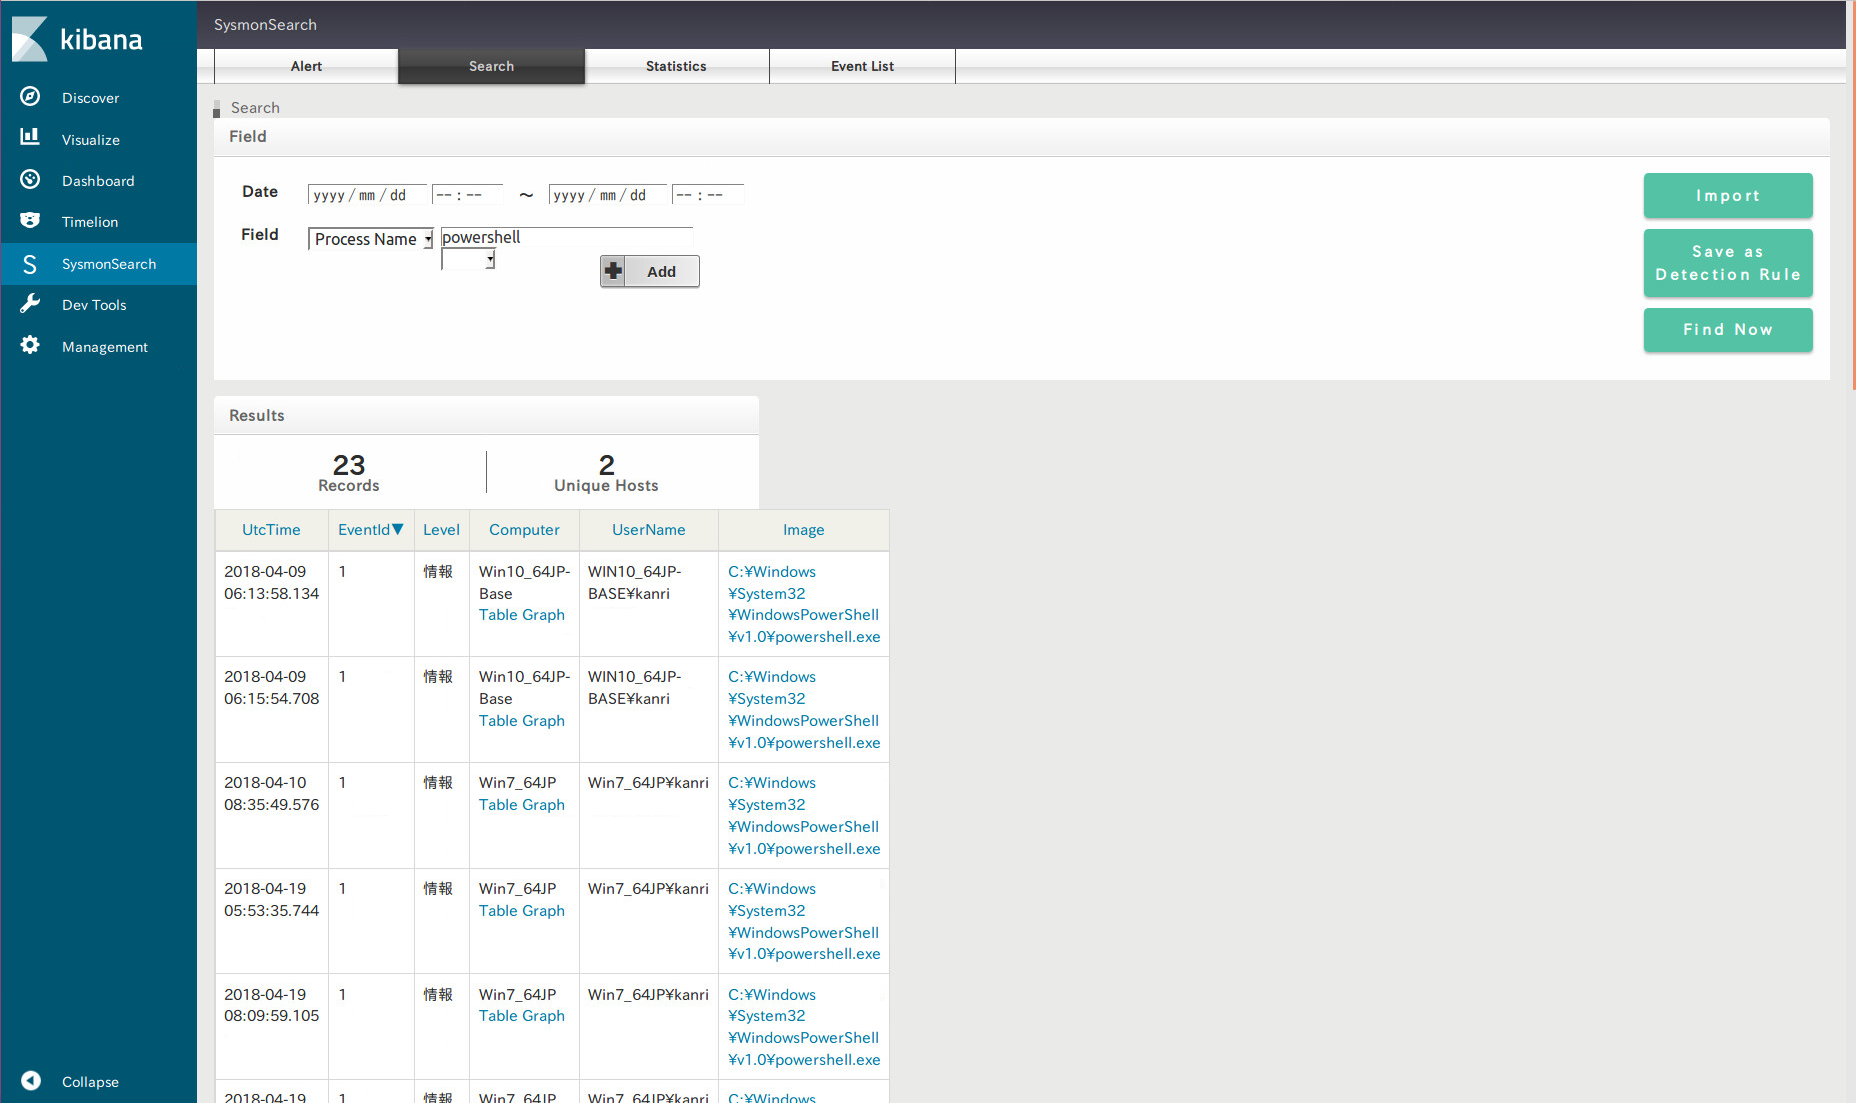 kibana
Discover
Visualize
Dashboard
Timelion
S SysmonSearch
Dev Tools
Management
Collapse
SysmonSearch
Alert Search Statistics Event List
Search
Field
Date yyyy / mm / dd -- : -- ～ yyyy / mm / dd -- : --
Field Process Name powershell
Add
Import
Save as
Detection Rule
Find Now
Results
23 2
Records Unique Hosts
UtcTime EventId▼ Level Computer UserName Image
2018-04-09 1 情報 Win10_64JP- WIN10_64JP- C:¥Windows
06:13:58.134 Base BASE¥kanri ¥System32
Table Graph ¥WindowsPowerShell
¥v1.0¥powershell.exe
2018-04-09 1 情報 Win10_64JP- WIN10_64JP- C:¥Windows
06:15:54.708 Base BASE¥kanri ¥System32
Table Graph ¥WindowsPowerShell
¥v1.0¥powershell.exe
2018-04-10 1 情報 Win7_64JP Win7_64JP¥kanri C:¥Windows
08:35:49.576 Table Graph ¥System32
¥WindowsPowerShell
¥v1.0¥powershell.exe
2018-04-19 1 情報 Win7_64JP Win7_64JP¥kanri C:¥Windows
05:53:35.744 Table Graph ¥System32
¥WindowsPowerShell
¥v1.0¥powershell.exe
2018-04-19 1 情報 Win7_64JP Win7_64JP¥kanri C:¥Windows
08:09:59.105 Table Graph ¥System32
¥WindowsPowerShell
¥v1.0¥powershell.exe
2018-04-19 1 情報 Win7_64JP Win7_64JP¥kanri C:¥Windows